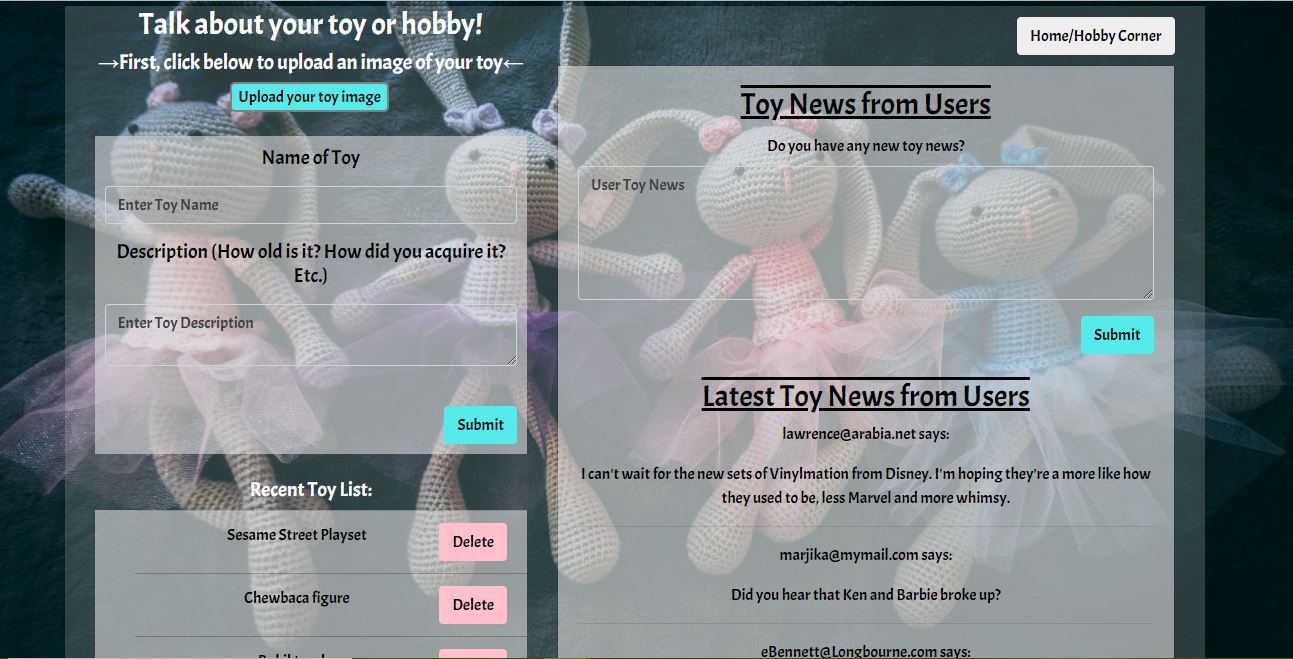 Talk about your toy or hobby!
→First, click below to upload an image of your toy←
Upload your toy image
Name of Toy
Enter Toy Name
Description (How old is it? How did you acquire it?
Etc.)
Enter Toy Description
Submit
Recent Toy List:
Sesame Street Playset
Delete
Chewbaca figure
Delete
Home/Hobby Corner
Toy News from Users
Do you have any new toy news?
User Toy News
Submit
Latest Toy News from Users
lawrence@arabia.net says:
I can't wait for the new sets of Vinylmation from Disney. I'm hoping they're a more like how
they used to be, less Marvel and more whimsy.
marjika@mymail.com says:
Did you hear that Ken and Barbie broke up?
eBennett@Longbourne.com says: